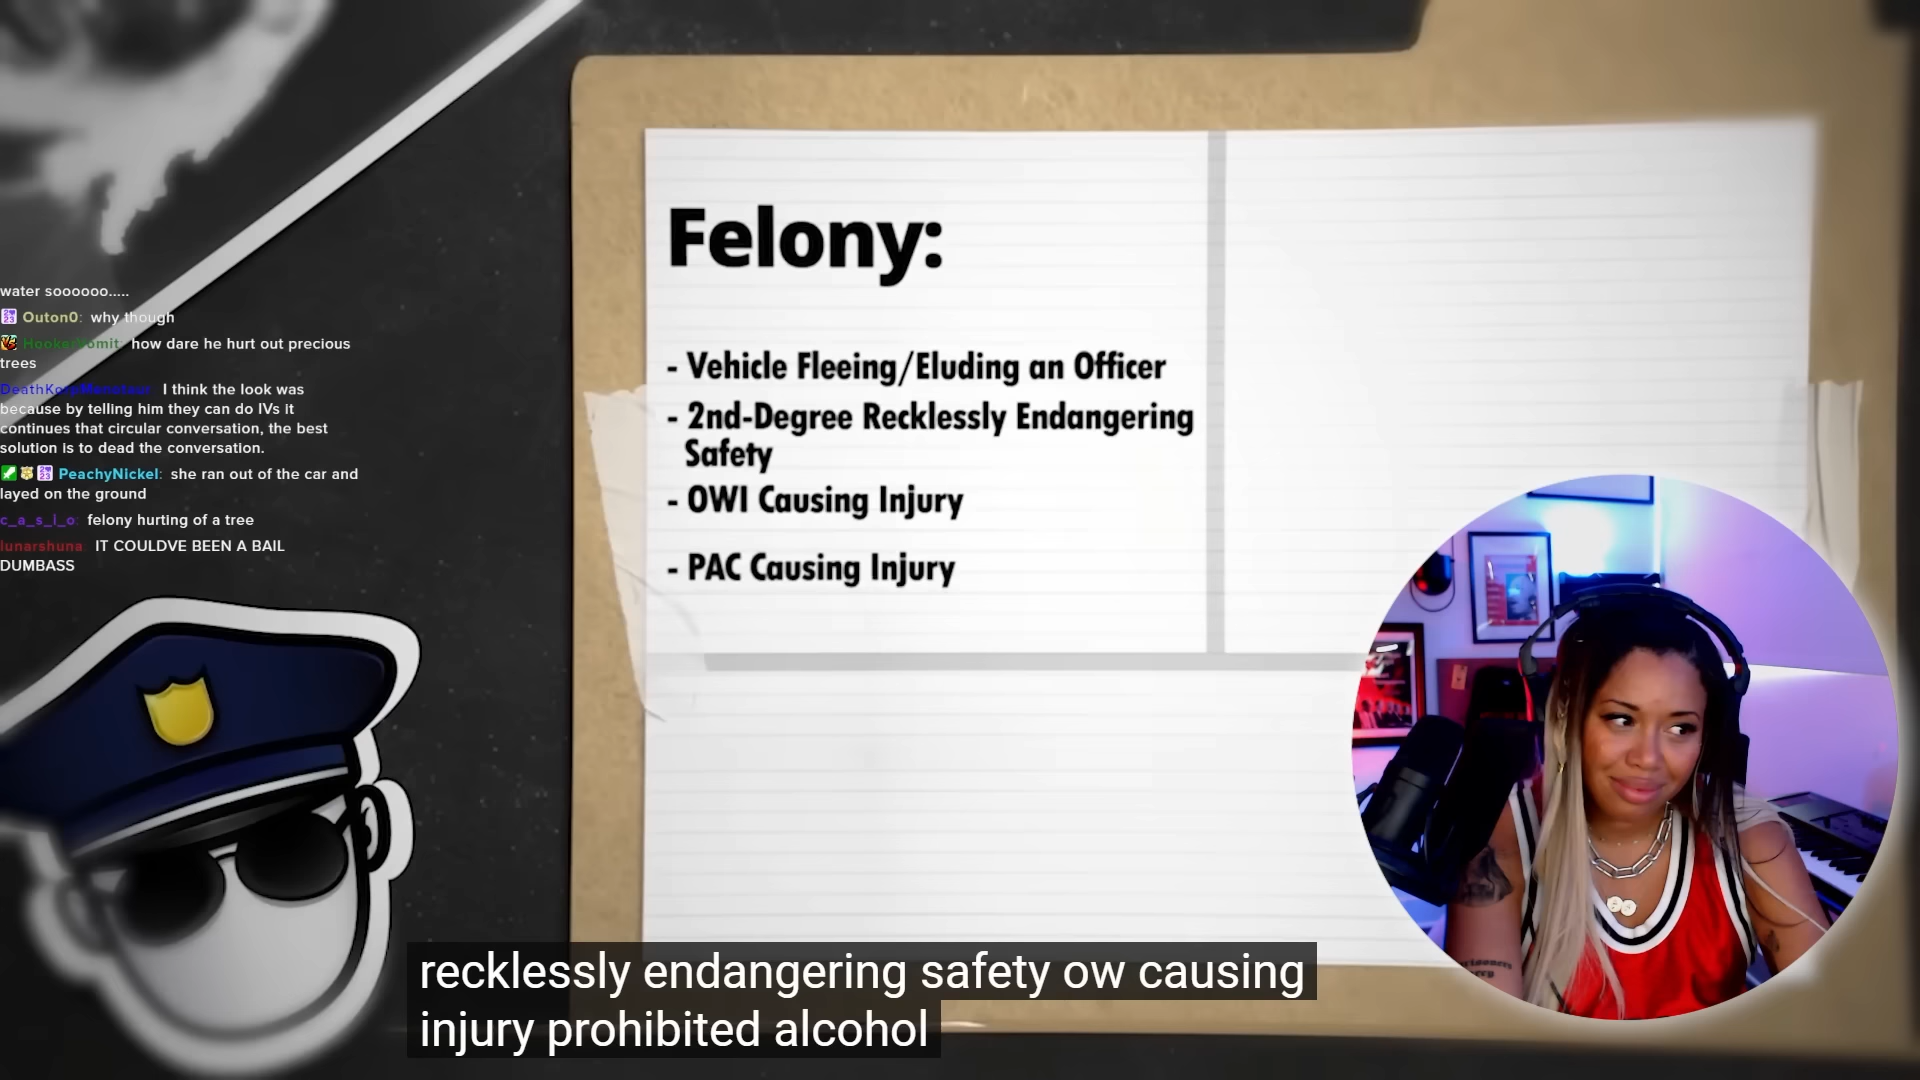 water soooooo.....
Outon0: why though
HookerVomit: how dare he hurt out precious
trees
I think the look was
because by telling him they can do IVs it
continues that circular conversation, the best
solution is to dead the conversation.
PeachyNickel: she ran out of the car and
layed on the ground
c_a_s_l_o: felony hurting of a tree
lunarshuna IT COULDVE BEEN A BAIL
DUMBASS
Felony:
- Vehicle Fleeing/Eluding an Officer
- 2nd-Degree Recklessly Endangering
Safety
- OWI Causing Injury
- PAC Causing Injury
recklessly endangering safety ow causing
injury prohibited alcohol